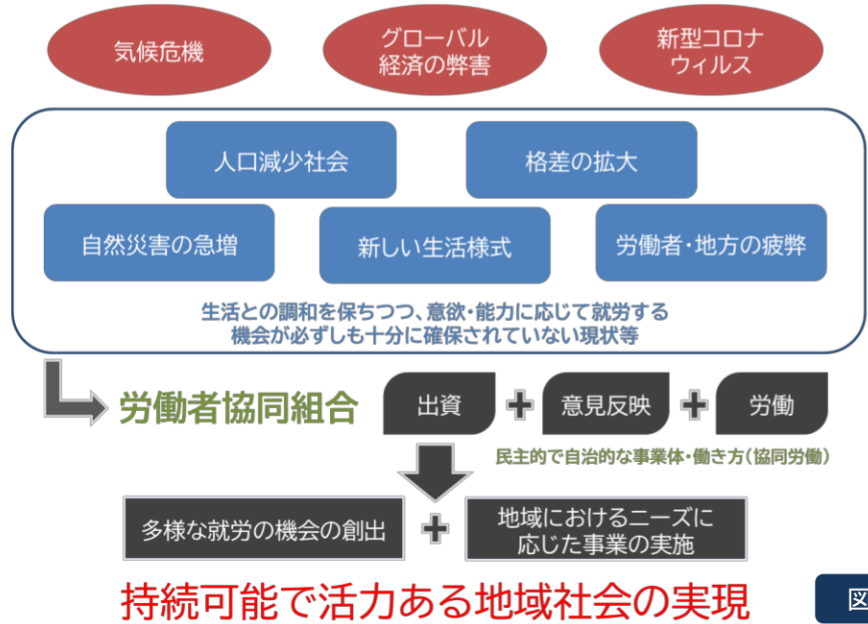 気候危機
グローバル
経済の弊害
新型コロナ
ウィルス
人口減少社会
格差の拡大
自然災害の急増
新しい生活様式
労働者・地方の疲弊
生活との調和を保ちつつ、意欲・能力に応じて就労する
機会が必ずしも十分に確保されていない現状等
労働者協同組合
出資
+
意見反映
+
労働
民主的で自治的な事業体・働き方(協同労働)
多様な就労の機会の創出
+
地域におけるニーズに
応じた事業の実施
持続可能で活力ある地域社会の実現
図